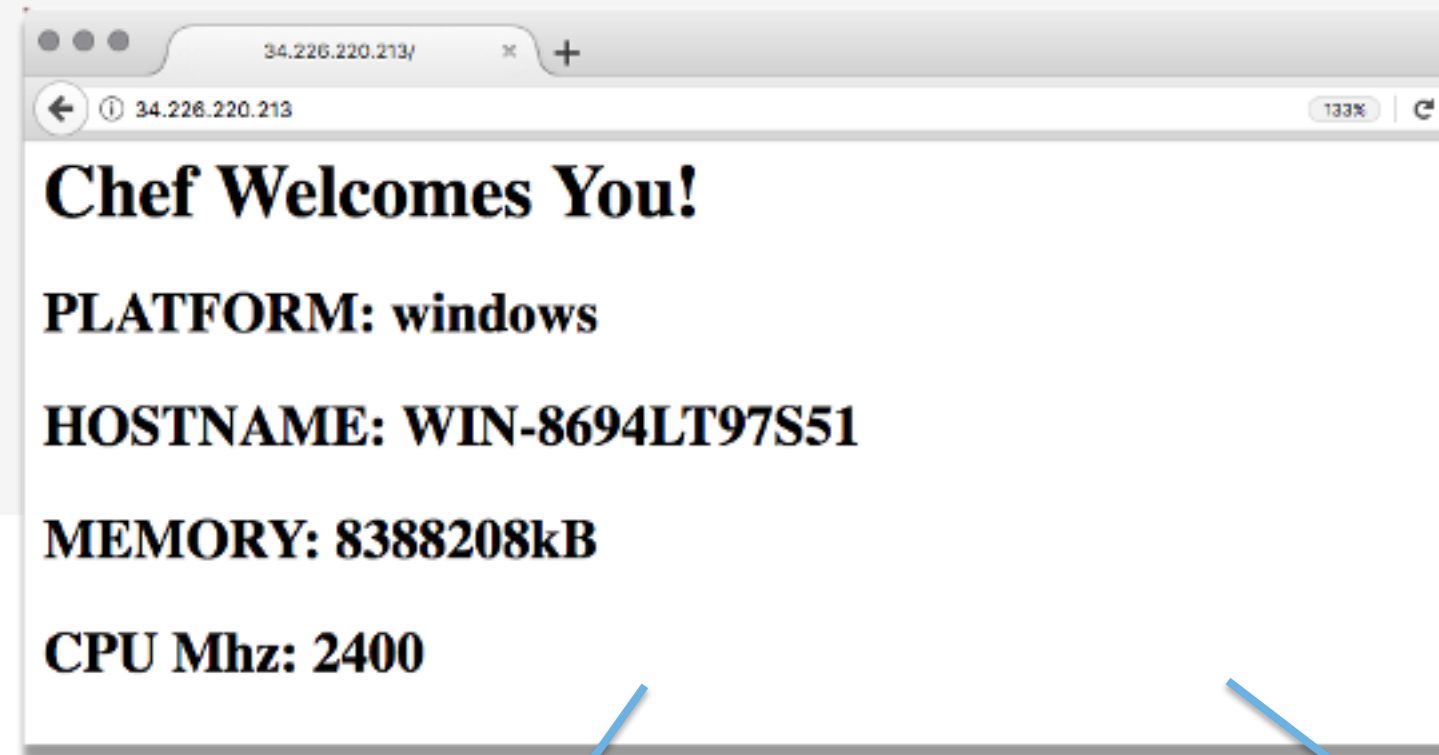 34.226.220.213/
34.226.220.213 133%
Chef Welcomes You!
PLATFORM: windows
HOSTNAME: WIN-8694LT97S51
MEMORY: 8388208kB
CPU Mhz: 2400